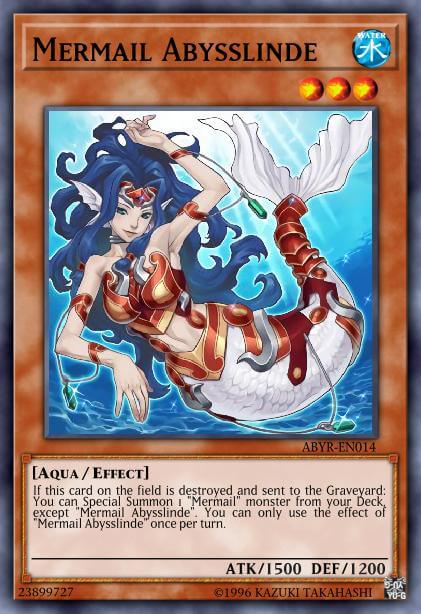 MERMAIL ABYSSLINDE
WATER
水
ABYR-EN014
[AQUA / EFFECT]
If this card on the field is destroyed and sent to the Graveyard:
You can Special Summon 1 "Mermail" monster from your Deck,
except "Mermail Abysslinde". You can only use the effect of
"Mermail Abysslinde" once per turn.
ATK/1500 DEF/1200
23899727
©1996 KAZUKI TAKAHASHI